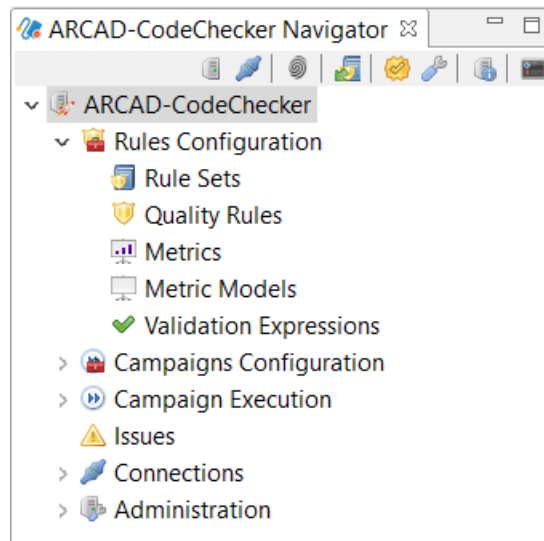 ARCAD-CodeChecker Navigator
ARCAD-CodeChecker
Rules Configuration
Rule Sets
Quality Rules
Metrics
Metric Models
Validation Expressions
Campaigns Configuration
Campaign Execution
Issues
Connections
Administration